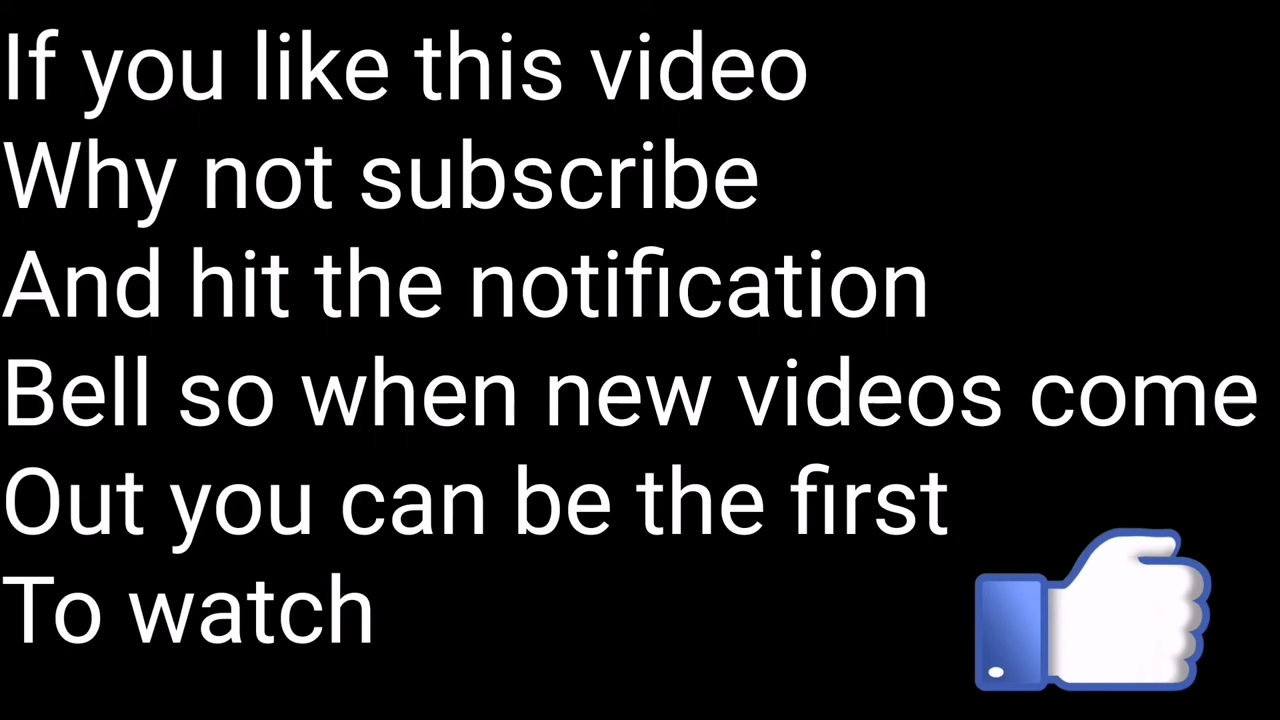 If you like this video
Why not subscribe
And hit the notification
Bell so when new videos come
Out you can be the first
To watch